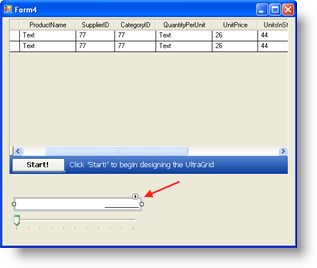 Form4
ProductName SupplierID CategoryID QuantityPerUnit UnitPrice UnitsInSt
Text 77 77 Text 26 44
Text 77 77 Text 26 44
Start! Click 'Start!' to begin designing the UltraGrid